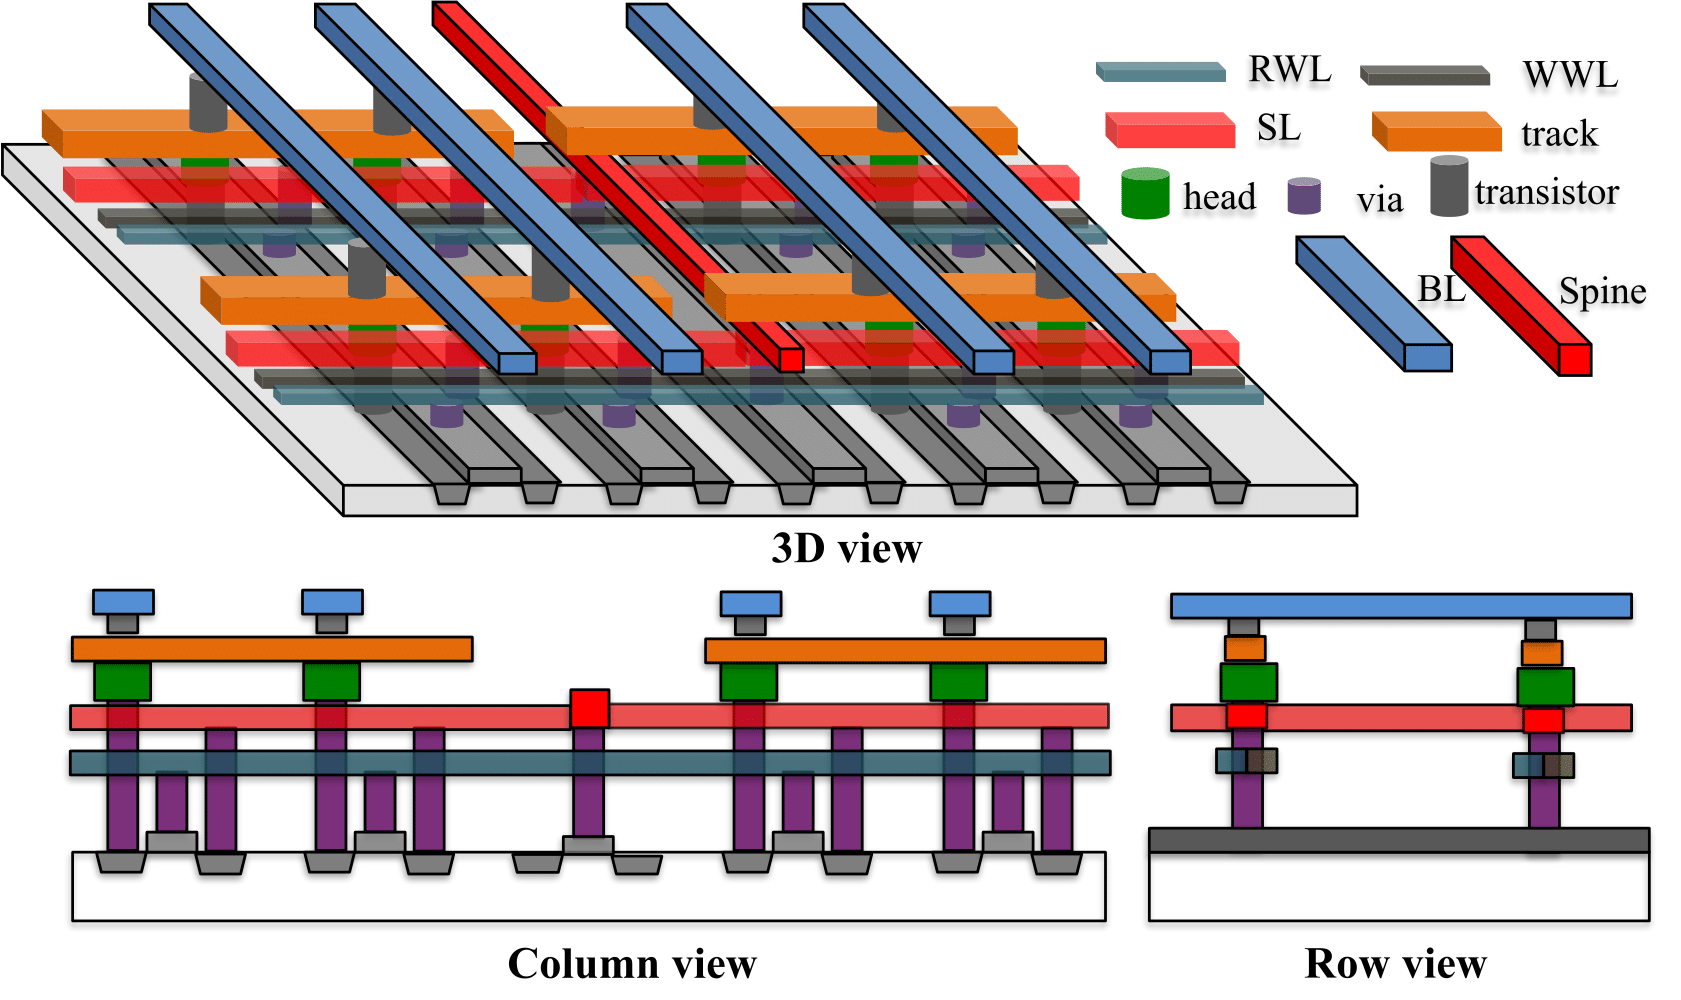 RWL
WWL
SL
track
head
via
transistor
BL
Spine
3D view
Column view
Row view